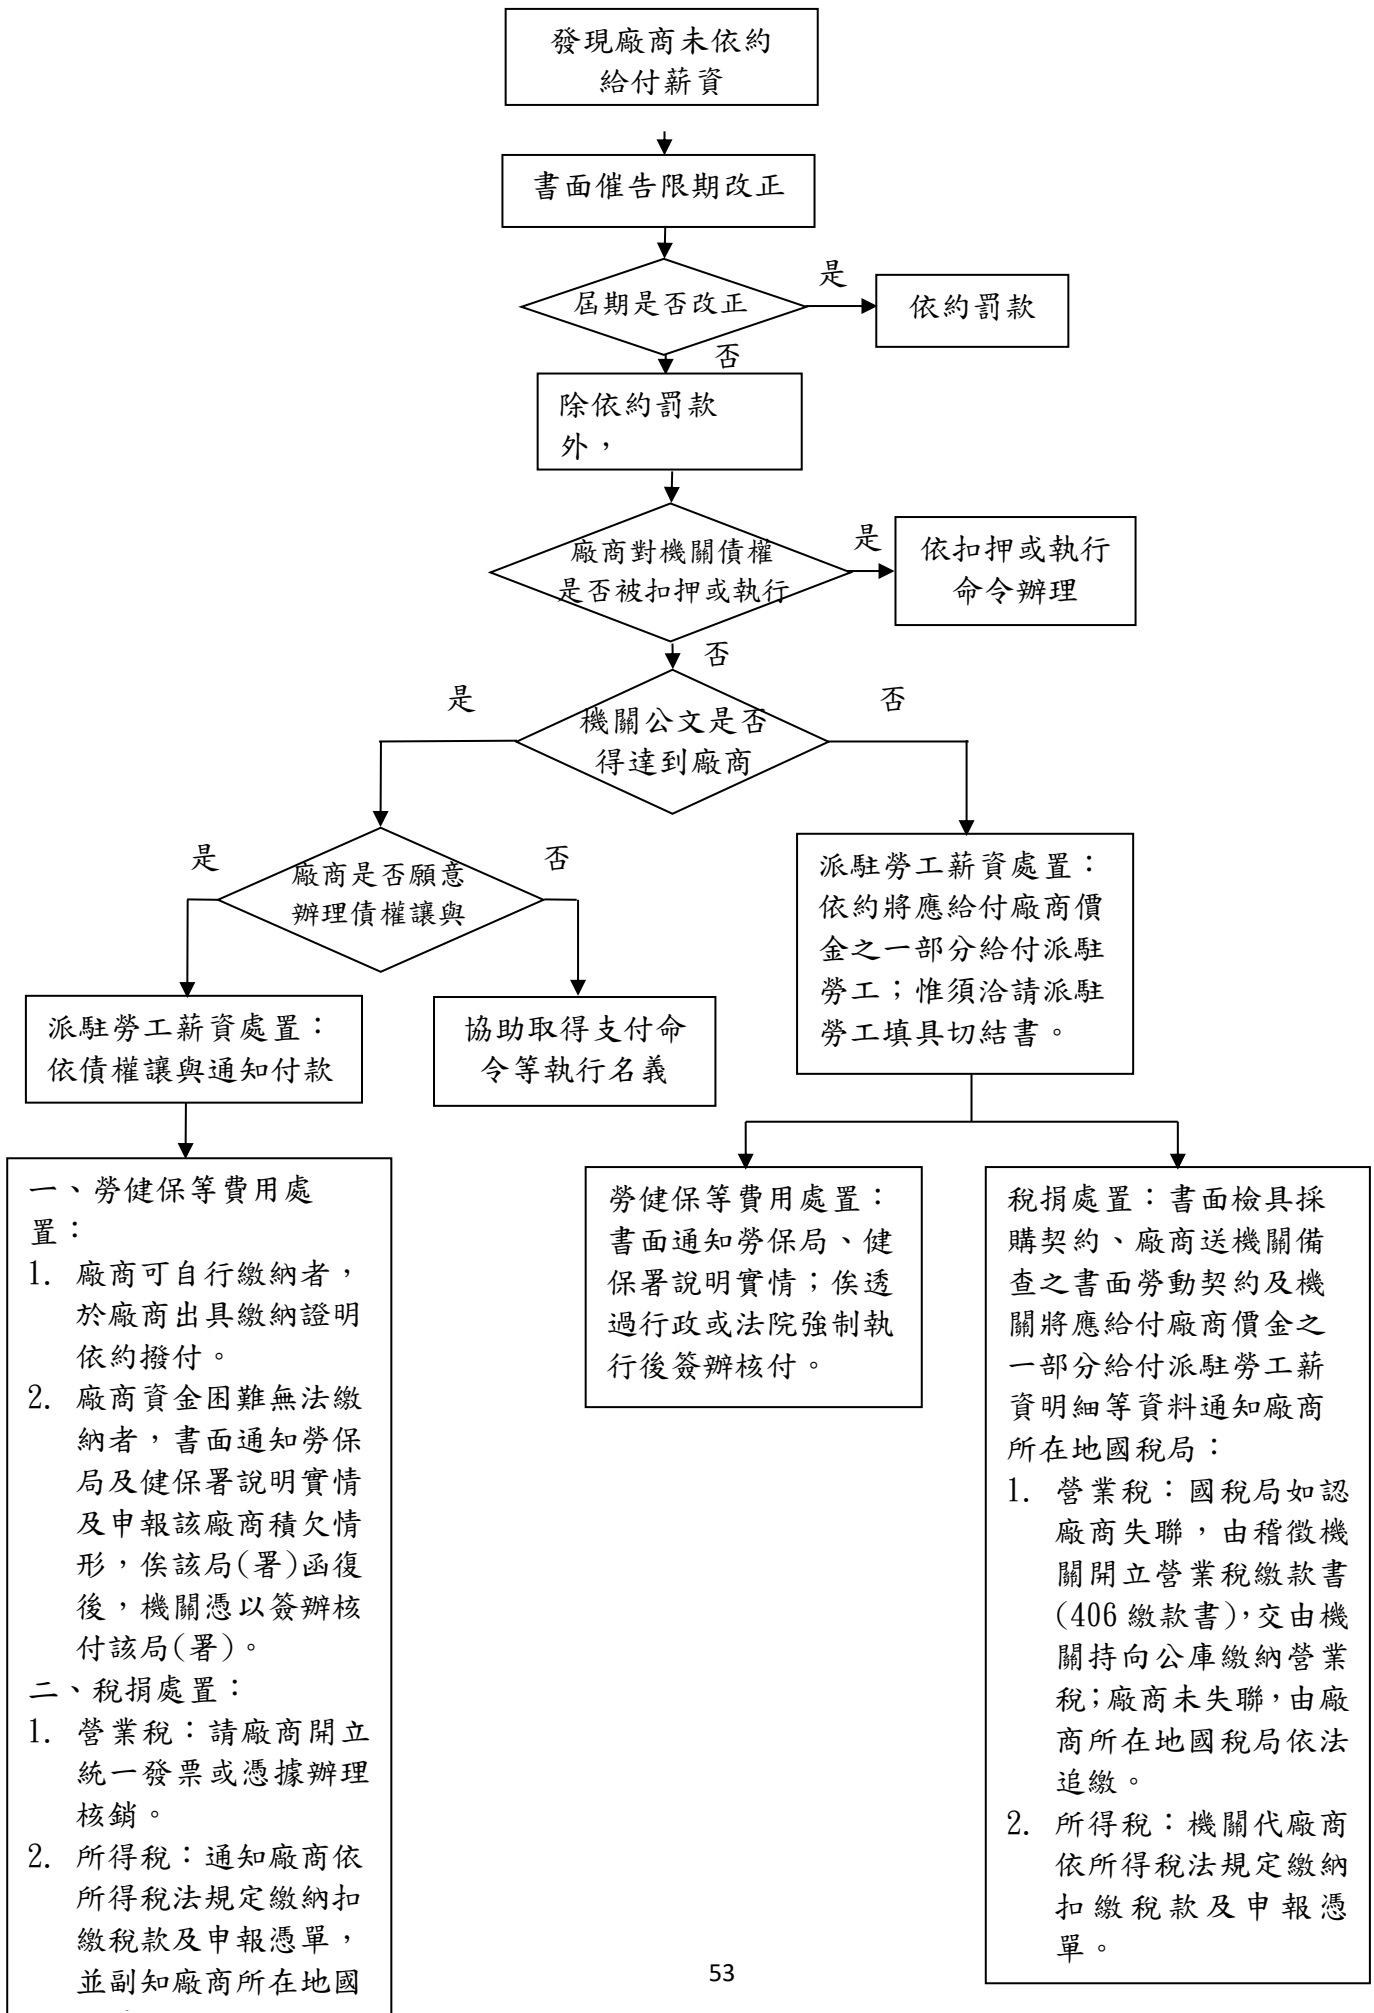 發現廠商未依約
給付薪資
書面催告限期改正
屆期是否改正
是
依約罰款
否
除依約罰款
外，
廠商對機關債權
是否被扣押或執行
是
依扣押或執行
命令辦理
否
機關公文是否
得達到廠商
是
否
廠商是否願意
辦理債權讓與
是
否
派駐勞工薪資處置：
依債權讓與通知付款
協助取得支付命
令等執行名義
派駐勞工薪資處置：
依約將應給付廠商價
金之一部分給付派駐
勞工；惟須洽請派駐
勞工填具切結書。
一、勞健保等費用處
置：
1. 廠商可自行繳納者，
於廠商出具繳納證明
依約撥付。
2. 廠商資金困難無法繳
納者，書面通知勞保
局及健保署說明實情
及申報該廠商積欠情
形，俟該局(署)函復
後，機關憑以簽辦核
付該局(署)。
二、稅捐處置：
1. 營業稅：請廠商開立
統一發票或憑據辦理
核銷。
2. 所得稅：通知廠商依
所得稅法規定繳納扣
繳稅款及申報憑單，
並副知廠商所在地國
勞健保等費用處置：
書面通知勞保局、健
保署說明實情；俟透
過行政或法院強制執
行後簽辦核付。
稅捐處置：書面檢具採
購契約、廠商送機關備
查之書面勞動契約及機
關將應給付廠商價金之
一部分給付派駐勞工薪
資明細等資料通知廠商
所在地國稅局：
1. 營業稅：國稅局如認
廠商失聯，由稽徵機
關開立營業稅繳款書
(406 繳款書)，交由機
關持向公庫繳納營業
稅；廠商未失聯，由廠
商所在地國稅局依法
追繳。
2. 所得稅：機關代廠商
依所得稅法規定繳納
扣繳稅款及申報憑
單。
53